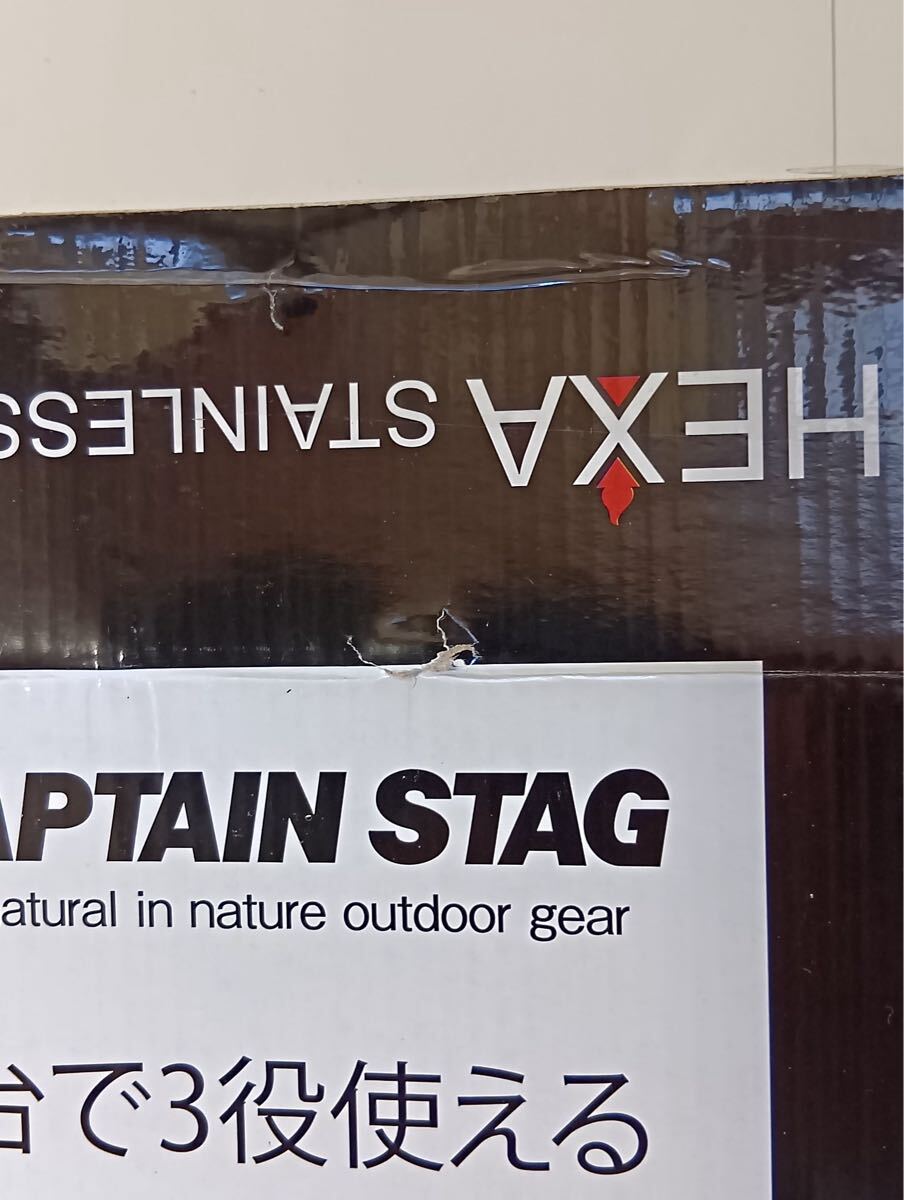 HEXA STAINLESS
APTAIN STAG
atural in nature outdoor gear
台で3役使える